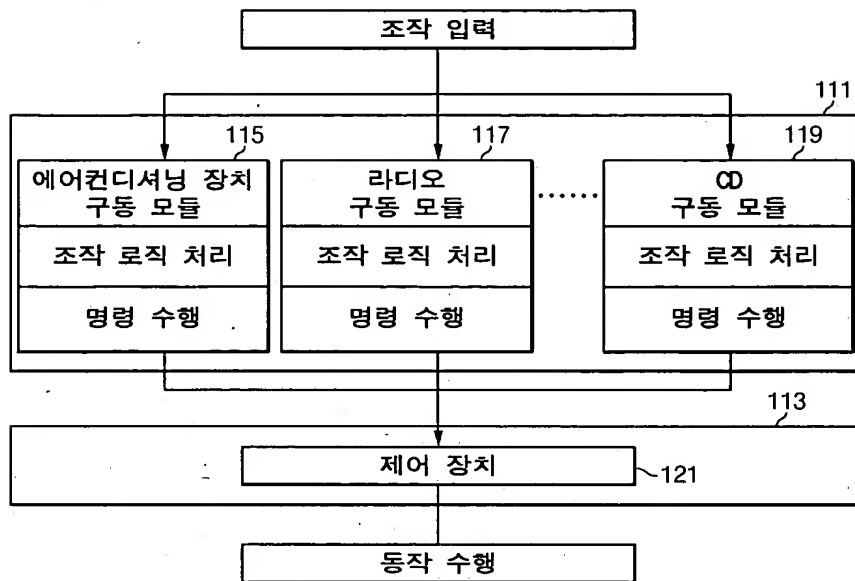 조작 입력
111
115
117
119
에어컨디셔닝 장치
구동 모듈
조작 로직 처리
명령 수행
라디오
구동 모듈
조작 로직 처리
명령 수행
......
CD
구동 모듈
조작 로직 처리
명령 수행
113
제어 장치
121
동작 수행